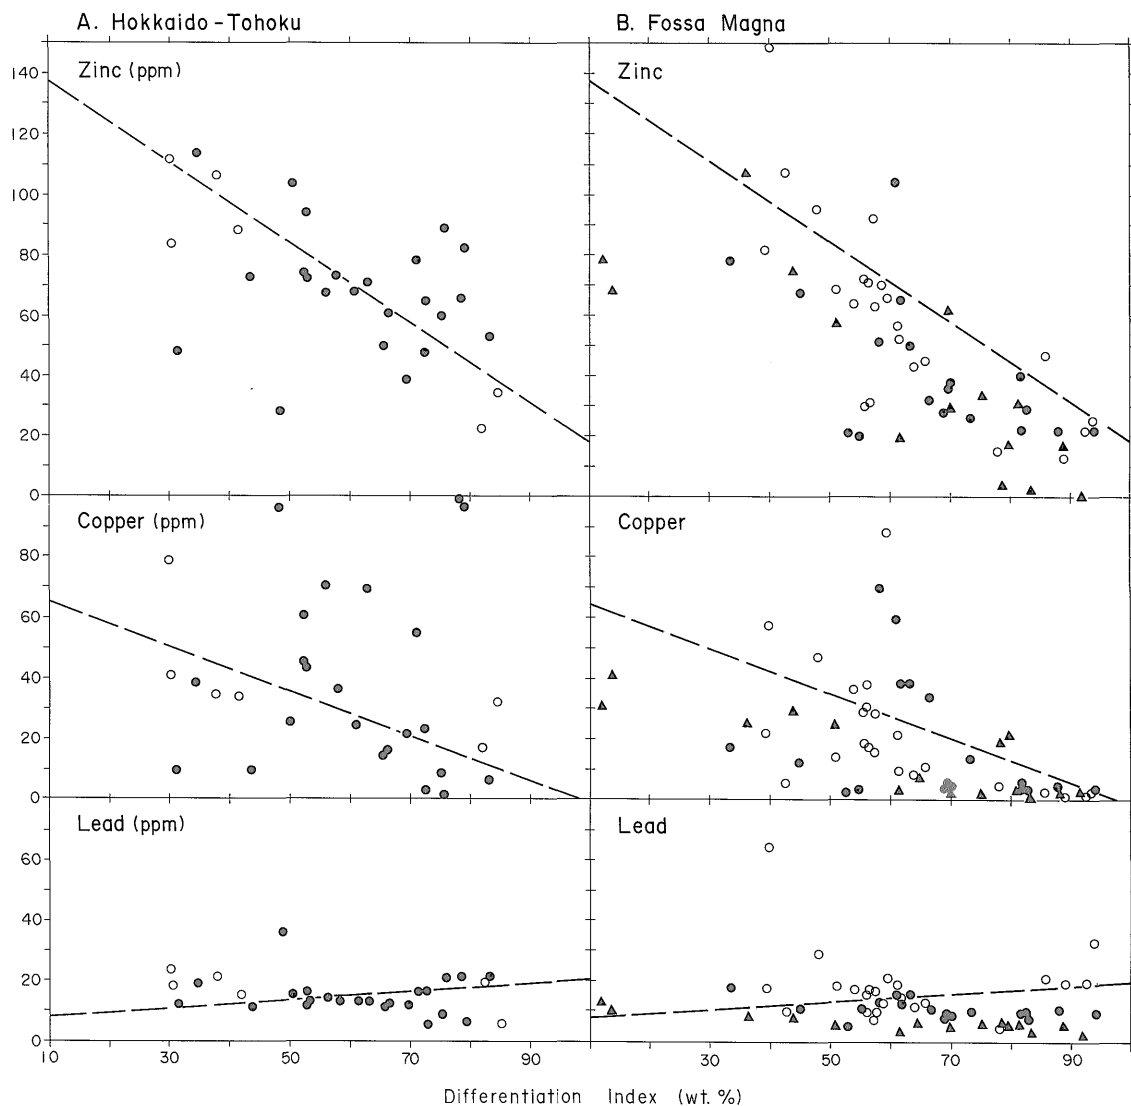 A. Hokkaido - Tohoku
B. Fossa Magna
Zinc (ppm)
Zinc
140
120
100
80
60
40
20
0
Copper (ppm)
Copper
80
60
40
20
0
Lead (ppm)
Lead
60
40
20
0
10 30 50 70 90 30 50 70 90
Differentiation Index (wt. %)